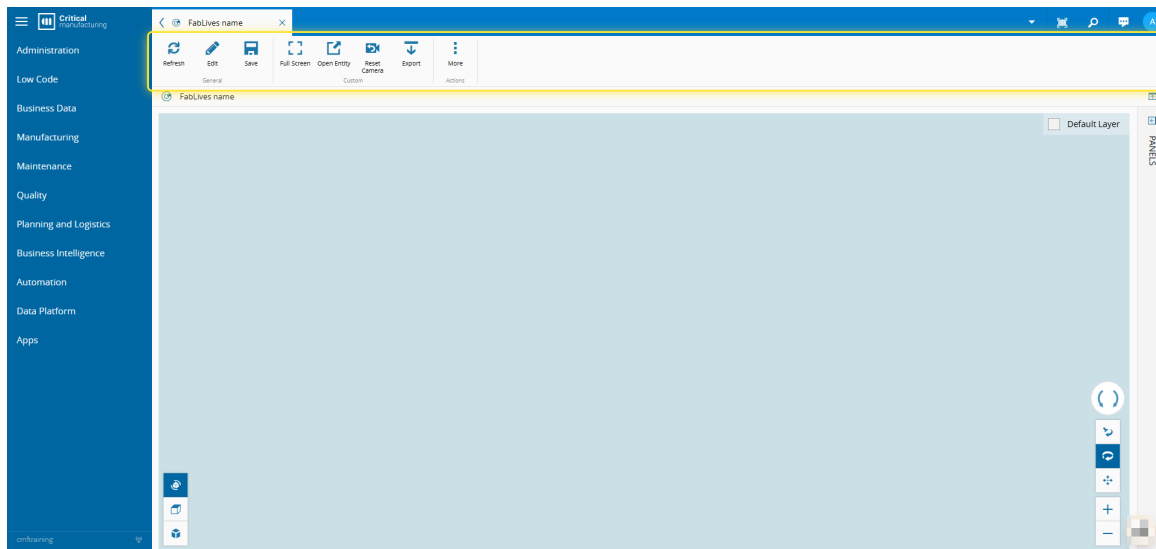 Critical
manufacturing
FabLives name
A
Administration
Low Code
Business Data
Manufacturing
Maintenance
Quality
Planning and Logistics
Business Intelligence
Automation
Data Platform
Apps
cmftraining
Refresh
Edit
Save
Full Screen
Open Entity
Reset
Camera
Export
More
General
Custom
Actions
FabLives name
Default Layer
PANELS